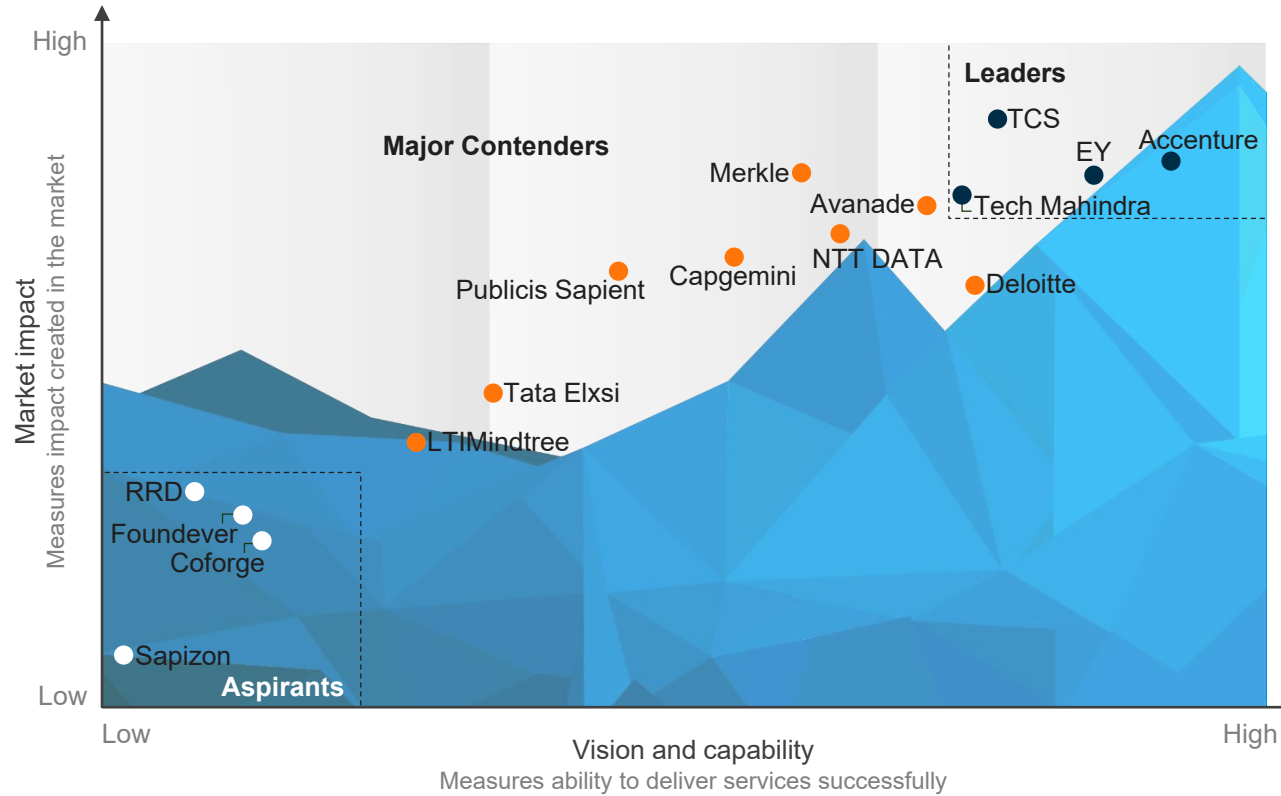 High
Leaders
TCS
Major Contenders
Accenture
EY
Merkle
Avanade
Tech Mahindra
NTT DATA
Capgemini
Publicis Sapient
Deloitte
Tata Elxsi
LTIMindtree
RRD
Foundever
Coforge
Sapizon
Aspirants
Market impact
Measures impact created in the market
Low
Low
High
Vision and capability
Measures ability to deliver services successfully